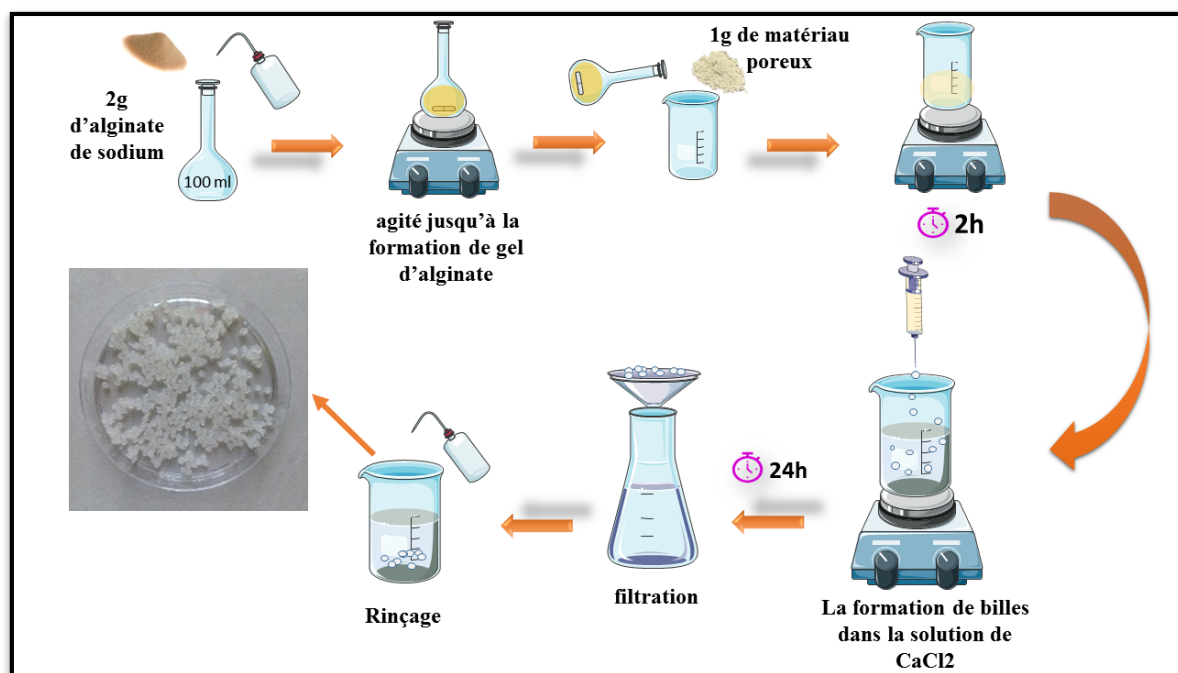 2g
d'alginate
de sodium
100 ml
agité jusqu'à la
formation de gel
d'alginate
1g de matériau
poreux
2h
La formation de billes
dans la solution de
CaCl2
24h
filtration
Rinçage